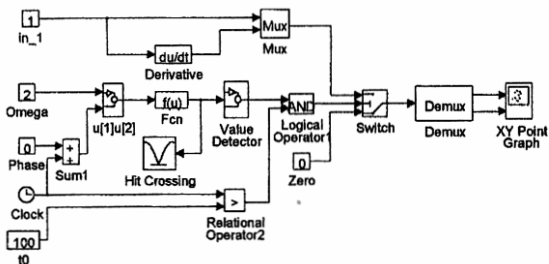 1
in_1
Mux
Mux
du/dt
Derivative
2
Omega
u[1]u[2]
f(u)
Fcn
Value
Detector
AND
Logical
Operator1
Switch
Demux
Demux
XY Point
Graph
0
Phase
+
+
Sum1
Hit Crossing
0
Zero
Clock
>
Relational
Operator2
100
t0